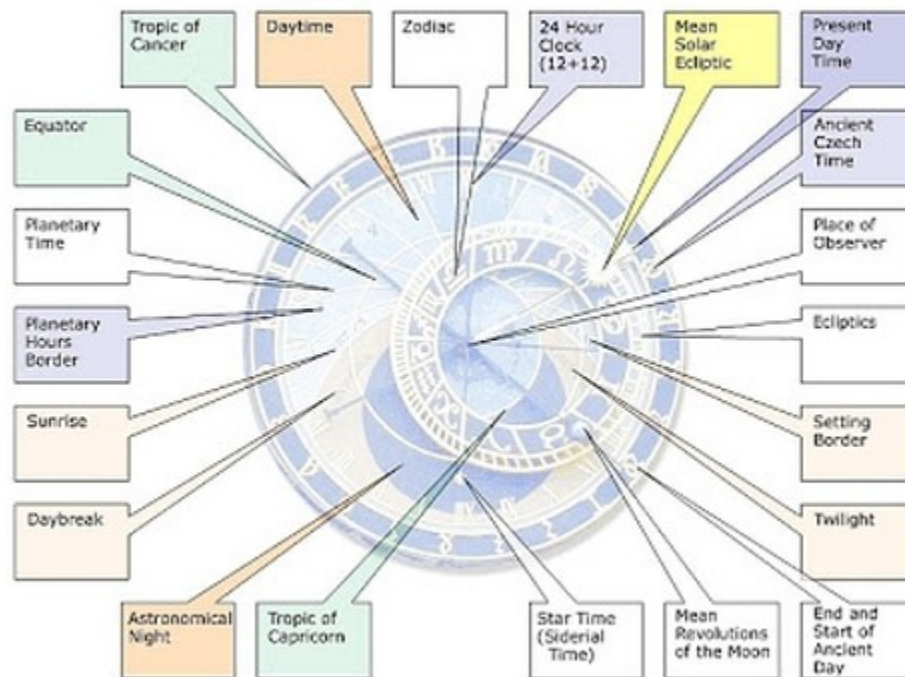 Tropic of
Cancer
Daytime
Zodiac
24 Hour
Clock
(12+12)
Mean
Solar
Ecliptic
Present
Day
Time
Equator
Ancient
Czech
Time
Planetary
Time
Place of
Observer
Planetary
Hours
Border
Ecliptics
Sunrise
Setting
Border
Daybreak
Twilight
Astronomical
Night
Tropic of
Capricorn
Star Time
(Siderial
Time)
Mean
Revolutions
of the Moon
End and
Start of
Ancient
Day